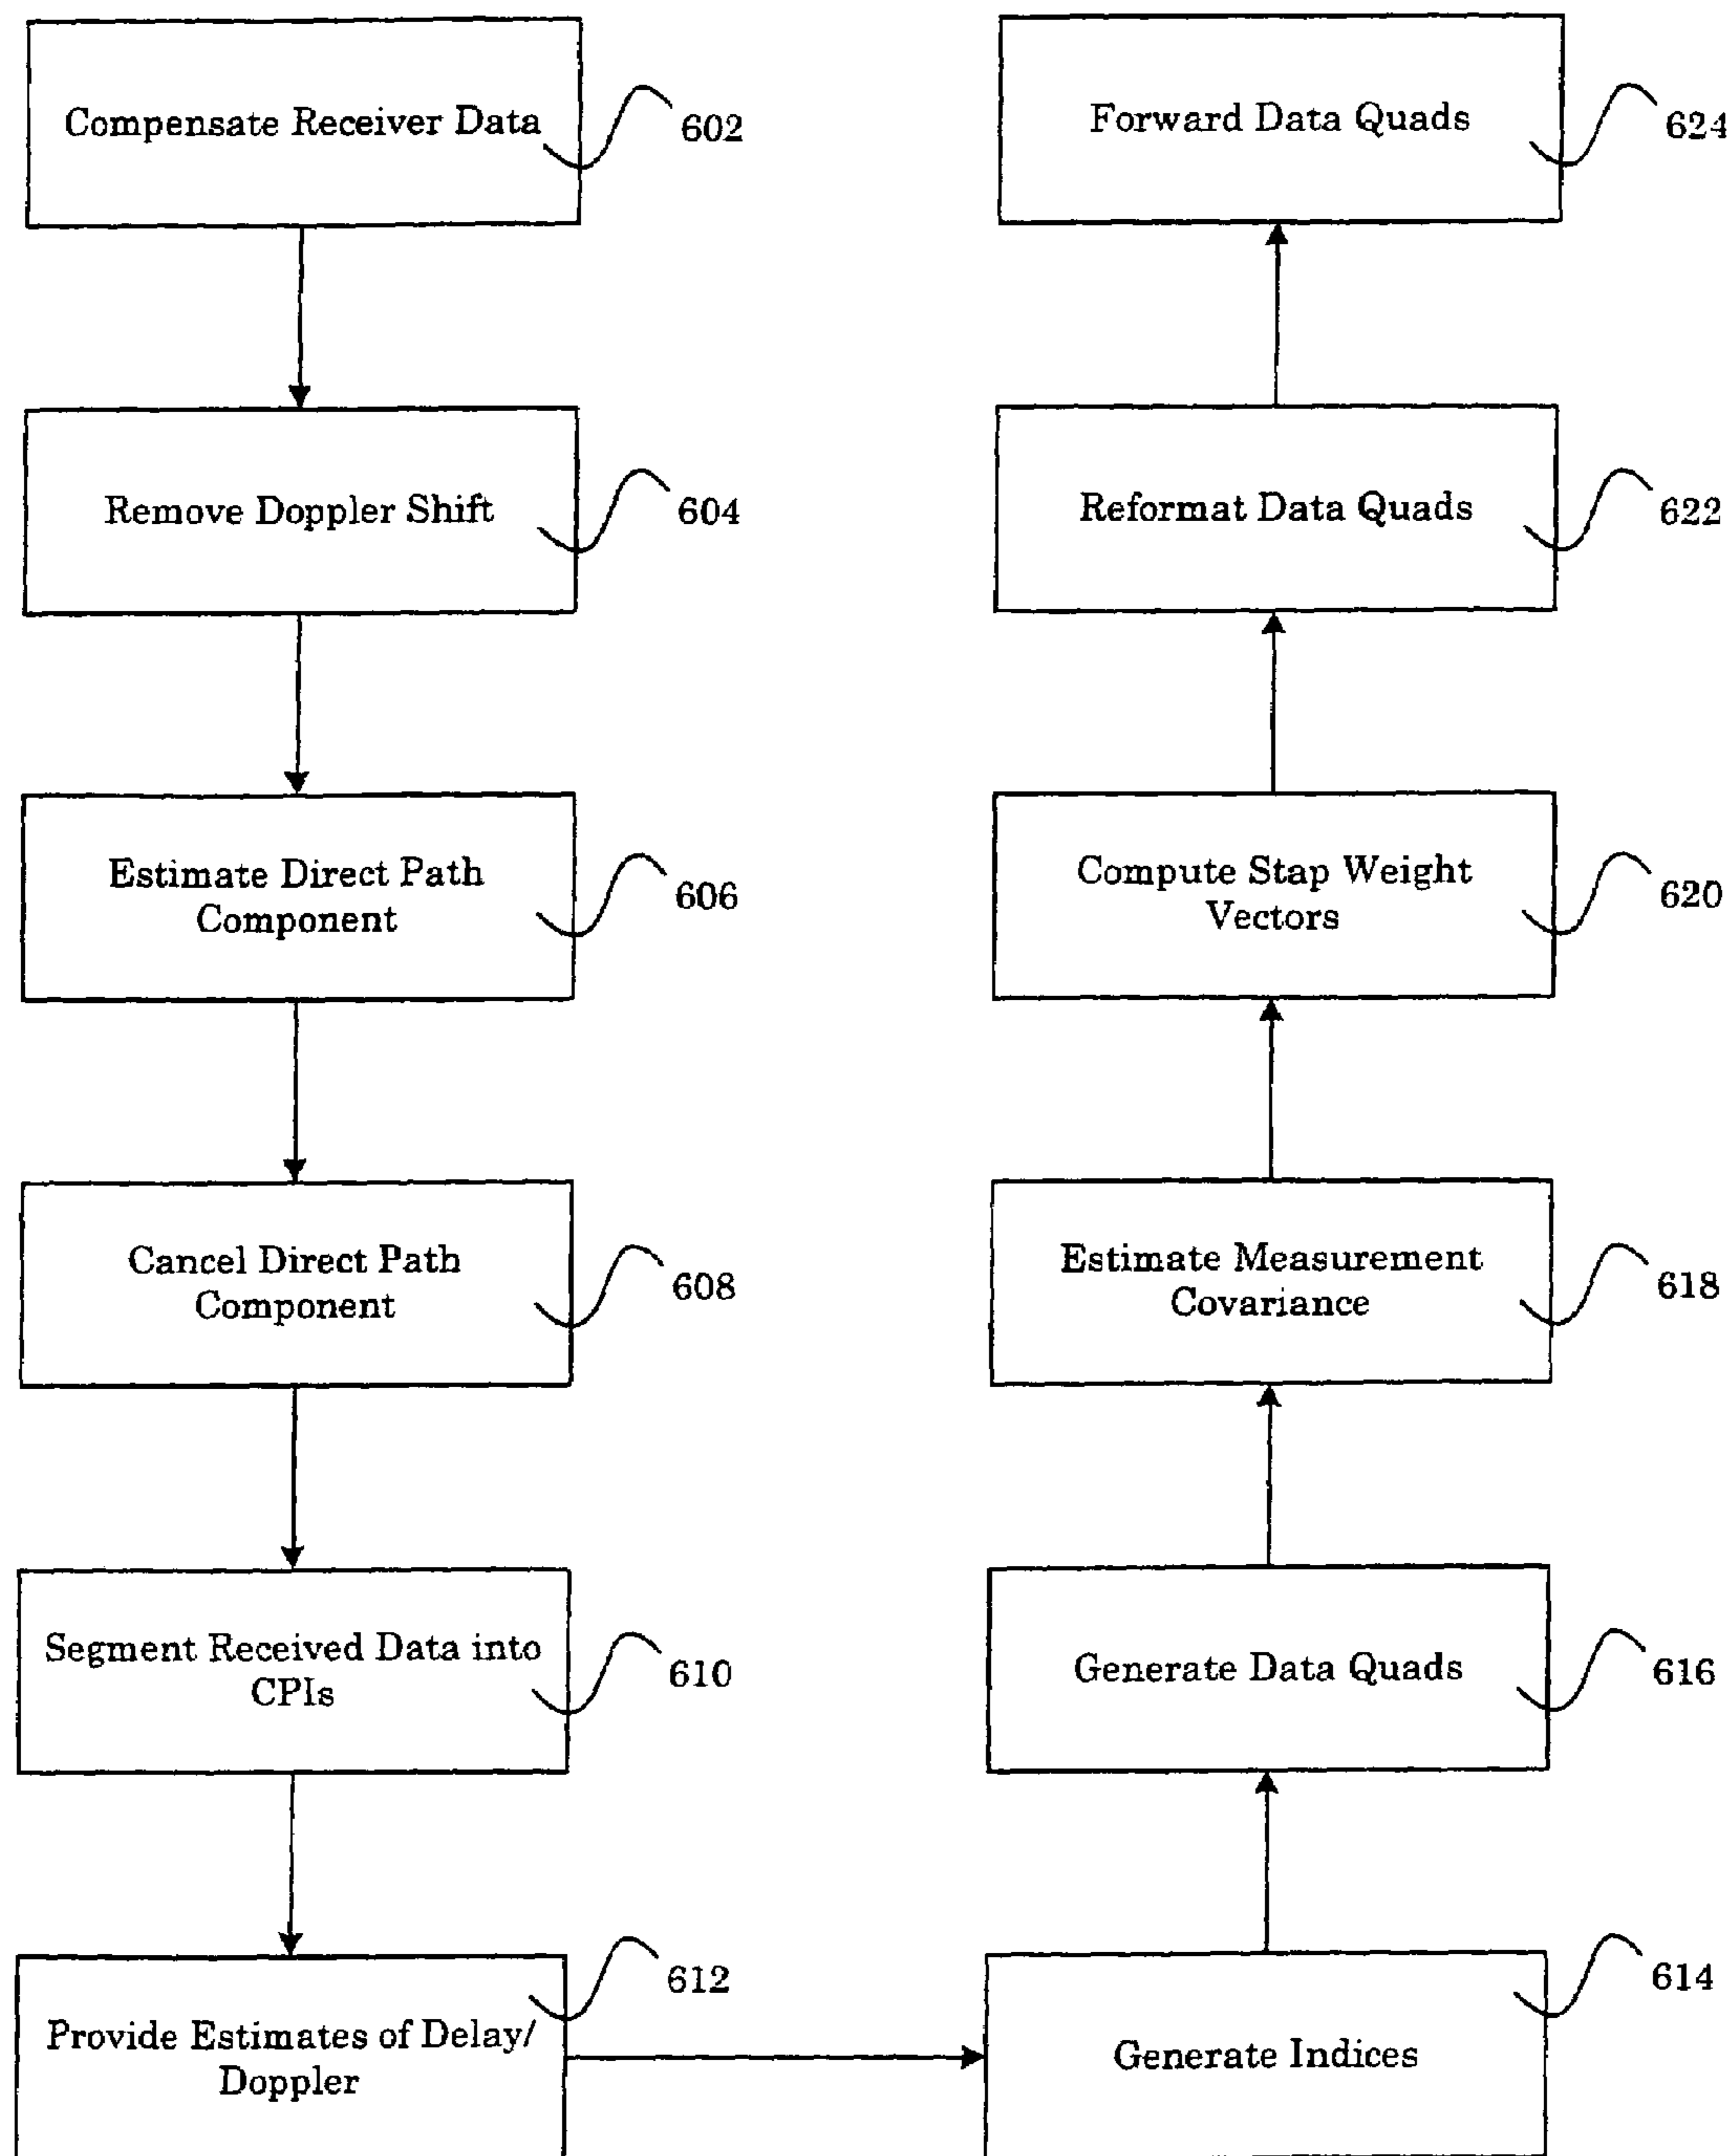 Compensate Receiver Data
602
Remove Doppler Shift
604
Estimate Direct Path
Component
606
Cancel Direct Path
Component
608
Segment Received Data into
CPIs
610
Provide Estimates of Delay/
Doppler
612
Generate Indices
614
Generate Data Quads
616
Estimate Measurement
Covariance
618
Compute Stap Weight
Vectors
620
Reformat Data Quads
622
Forward Data Quads
624